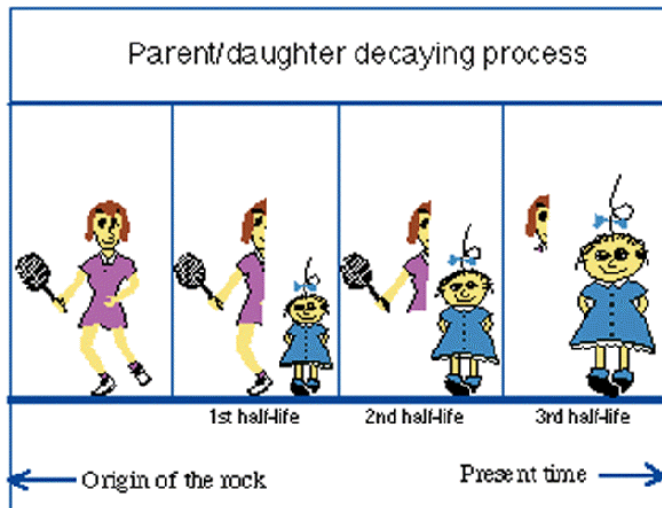 Parent/daughter decaying process
1st half-life
2nd half-life
3rd half-life
Origin of the rock
Present time